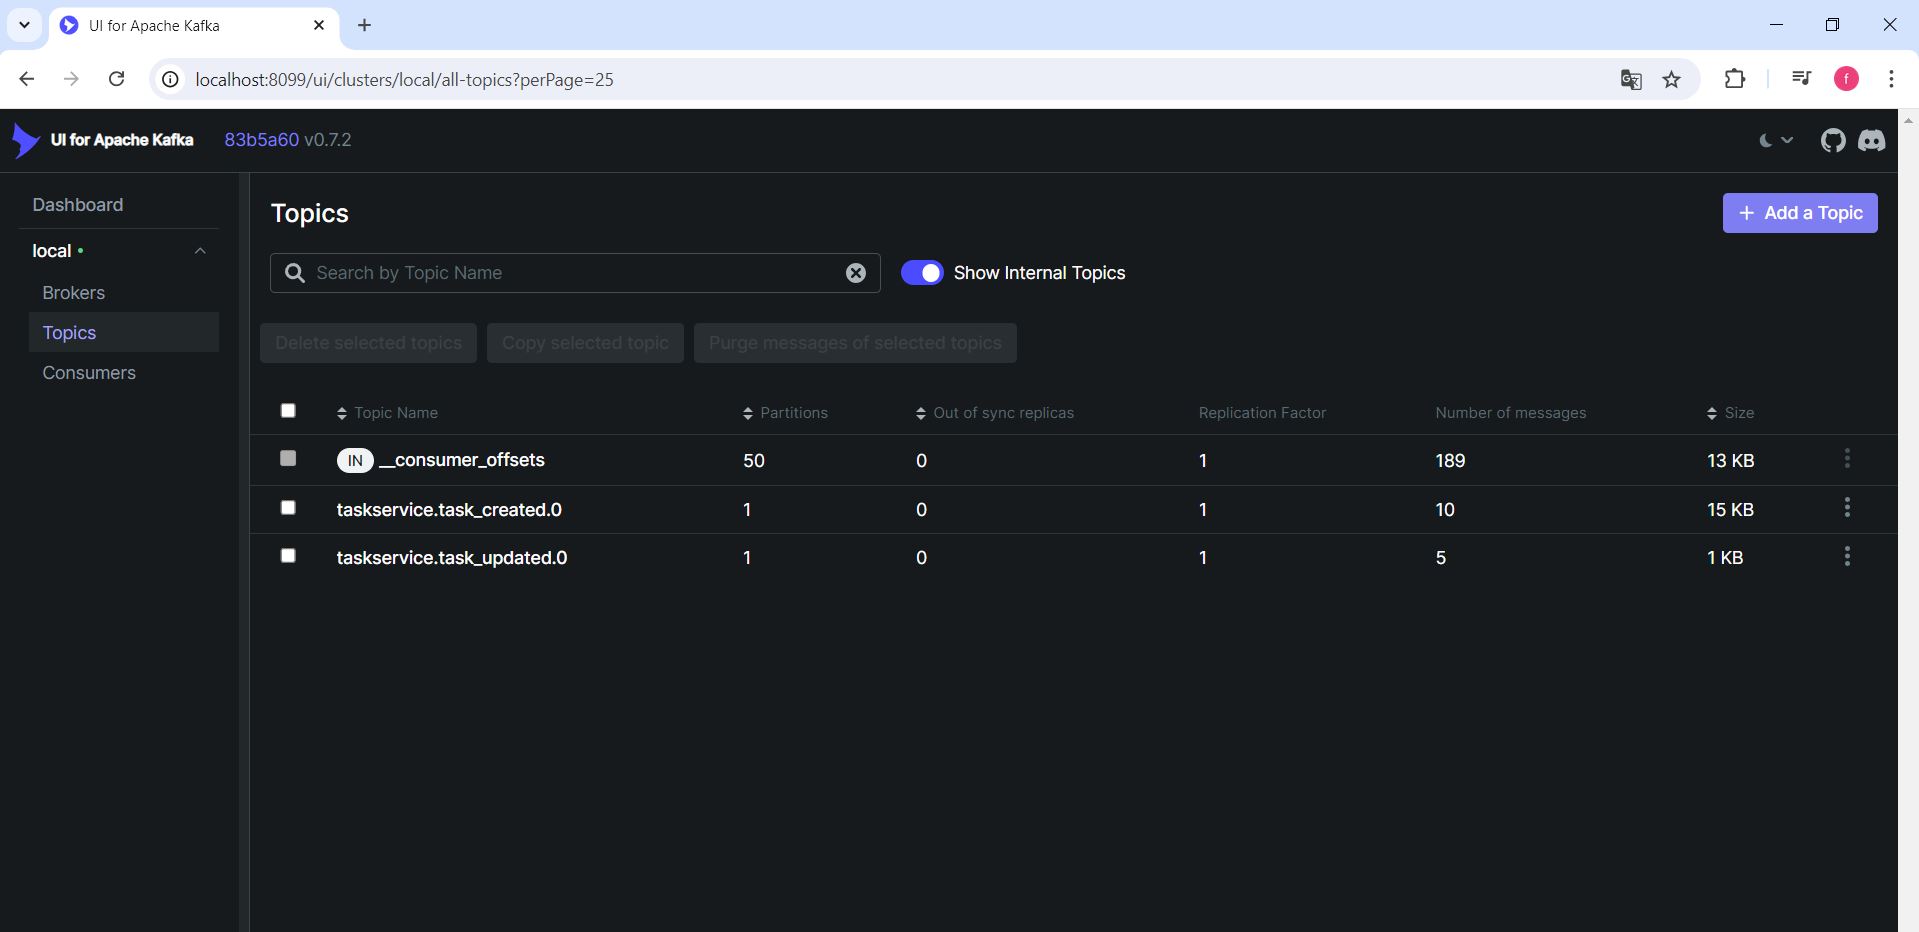 UI for Apache Kafka
localhost:8099/ui/clusters/local/all-topics?perPage=25
f
UI for Apache Kafka 83b5a60 v0.7.2
Dashboard
local
Brokers
Topics
Consumers
Topics
Add a Topic
Search by Topic Name
Show Internal Topics
Delete selected topics Copy selected topic Purge messages of selected topics
Topic Name Partitions Out of sync replicas Replication Factor Number of messages Size
IN __consumer_offsets 50 0 1 189 13 KB
taskservice.task_created.0 1 0 1 10 15 KB
taskservice.task_updated.0 1 0 1 5 1 KB